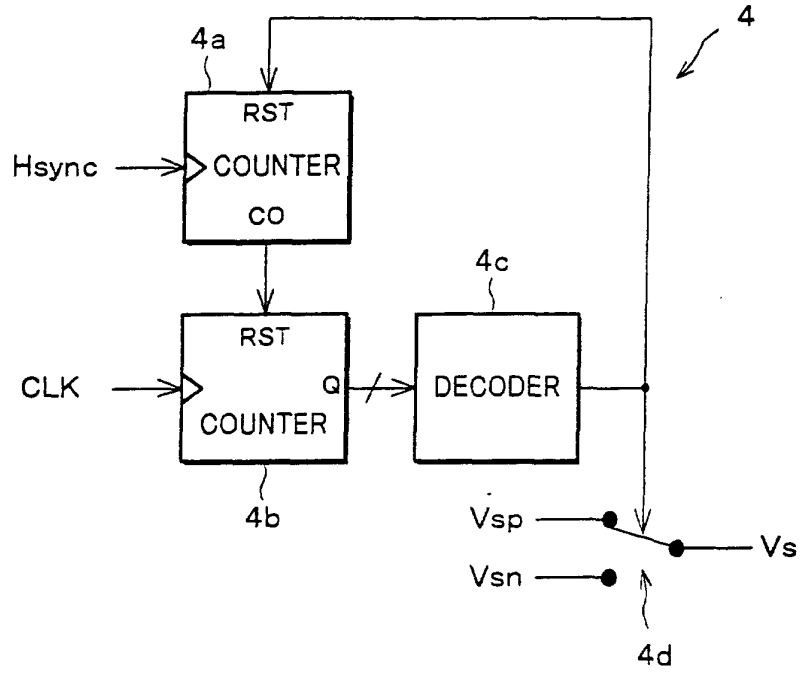 4
4a
RST
Hsync
COUNTER
CO
4c
RST
CLK
Q
DECODER
COUNTER
4b
Vsp
Vs
Vsn
4d